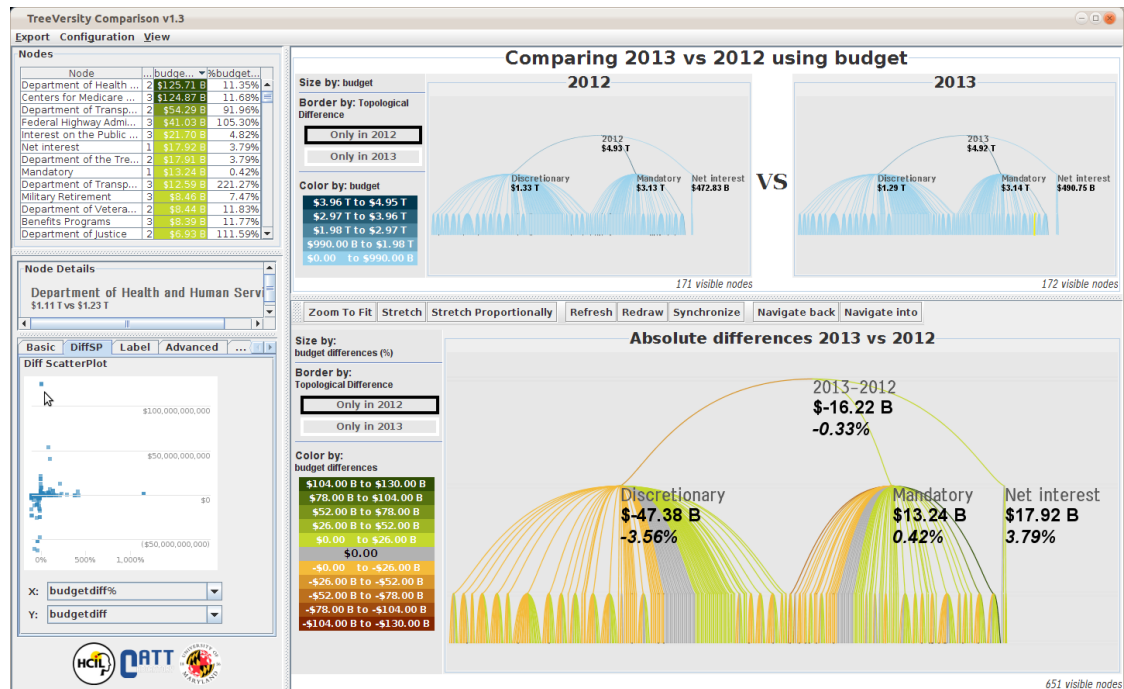 TreeVersity Comparison v1.3
Export Configuration View
Nodes
Node ... budge... %budget...
Department of Health ... 2 $125.71 B 11.35%
Centers for Medicare ... 3 $124.87 B 11.68%
Department of Transp... 2 $54.29 B 91.96%
Federal Highway Admi... 3 $41.03 B 105.30%
Interest on the Public ... 3 $21.70 B 4.82%
Net interest 1 $17.92 B 3.79%
Department of the Tre... 2 $17.91 B 3.79%
Mandatory 1 $13.24 B 0.42%
Department of Transp... 3 $12.59 B 221.27%
Military Retirement 3 $8.46 B 7.47%
Department of Vetera... 2 $8.44 B 11.83%
Benefits Programs 3 $8.39 B 11.77%
Department of Justice 2 $6.93 B 111.59%
Node Details
Department of Health and Human Servi
$1.11 T vs $1.23 T
Basic DiffSP Label Advanced ...
Diff ScatterPlot
$100,000,000,000
$50,000,000,000
$0
($50,000,000,000)
0% 500% 1,000%
X: budgetdiff%
Y: budgetdiff
HCIL
CATT
UNIVERSITY OF MARYLAND
Comparing 2013 vs 2012 using budget
Size by: budget
Border by: Topological
Difference
Only in 2012
Only in 2013
Color by: budget
$3.96 T to $4.95 T
$2.97 T to $3.96 T
$1.98 T to $2.97 T
$990.00 B to $1.98 T
$0.00 to $990.00 B
2012
2012
$4.93 T
Discretionary
$1.33 T
Mandatory
$3.13 T
Net interest
$472.83 B
171 visible nodes
VS
2013
2013
$4.92 T
Discretionary
$1.29 T
Mandatory
$3.14 T
Net interest
$490.75 B
172 visible nodes
Zoom To Fit Stretch Stretch Proportionally Refresh Redraw Synchronize Navigate back Navigate into
Size by:
budget differences (%)
Border by:
Topological Difference
Only in 2012
Only in 2013
Color by:
budget differences
$104.00 B to $130.00 B
$78.00 B to $104.00 B
$52.00 B to $78.00 B
$26.00 B to $52.00 B
$0.00 to $26.00 B
$0.00
-$0.00 to -$26.00 B
-$26.00 B to -$52.00 B
-$52.00 B to -$78.00 B
-$78.00 B to -$104.00 B
-$104.00 B to -$130.00 B
Absolute differences 2013 vs 2012
2013-2012
$-16.22 B
-0.33%
Discretionary
$-47.38 B
-3.56%
Mandatory
$13.24 B
0.42%
Net interest
$17.92 B
3.79%
651 visible nodes